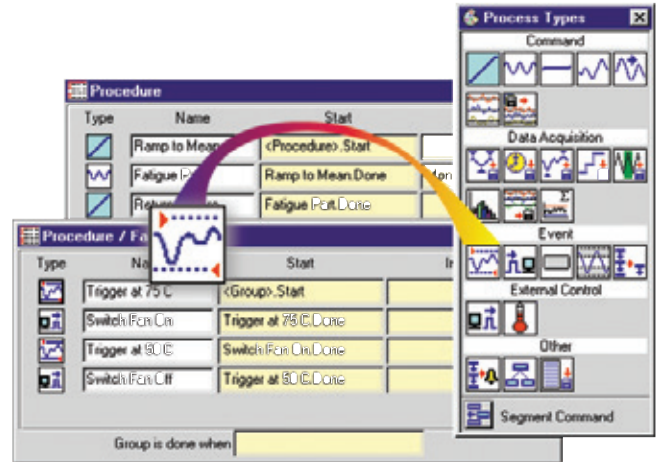 Process Types
Command
Data Acquisition
Event
External Control
Other
Segment Command
Procedure
Type Name Start
Ramp to Mean <Procedure>.Start
Fatigue Ramp to Mean.Done
Fatigue Part.Done
Procedure / Fa
Type Na Start
Trigger at 75 C <Group>.Start
Switch Fan On Trigger at 75 C.Done
Trigger at 50 C Switch Fan On.Done
Switch Fan Off Trigger at 50 C.Done
Group is done when